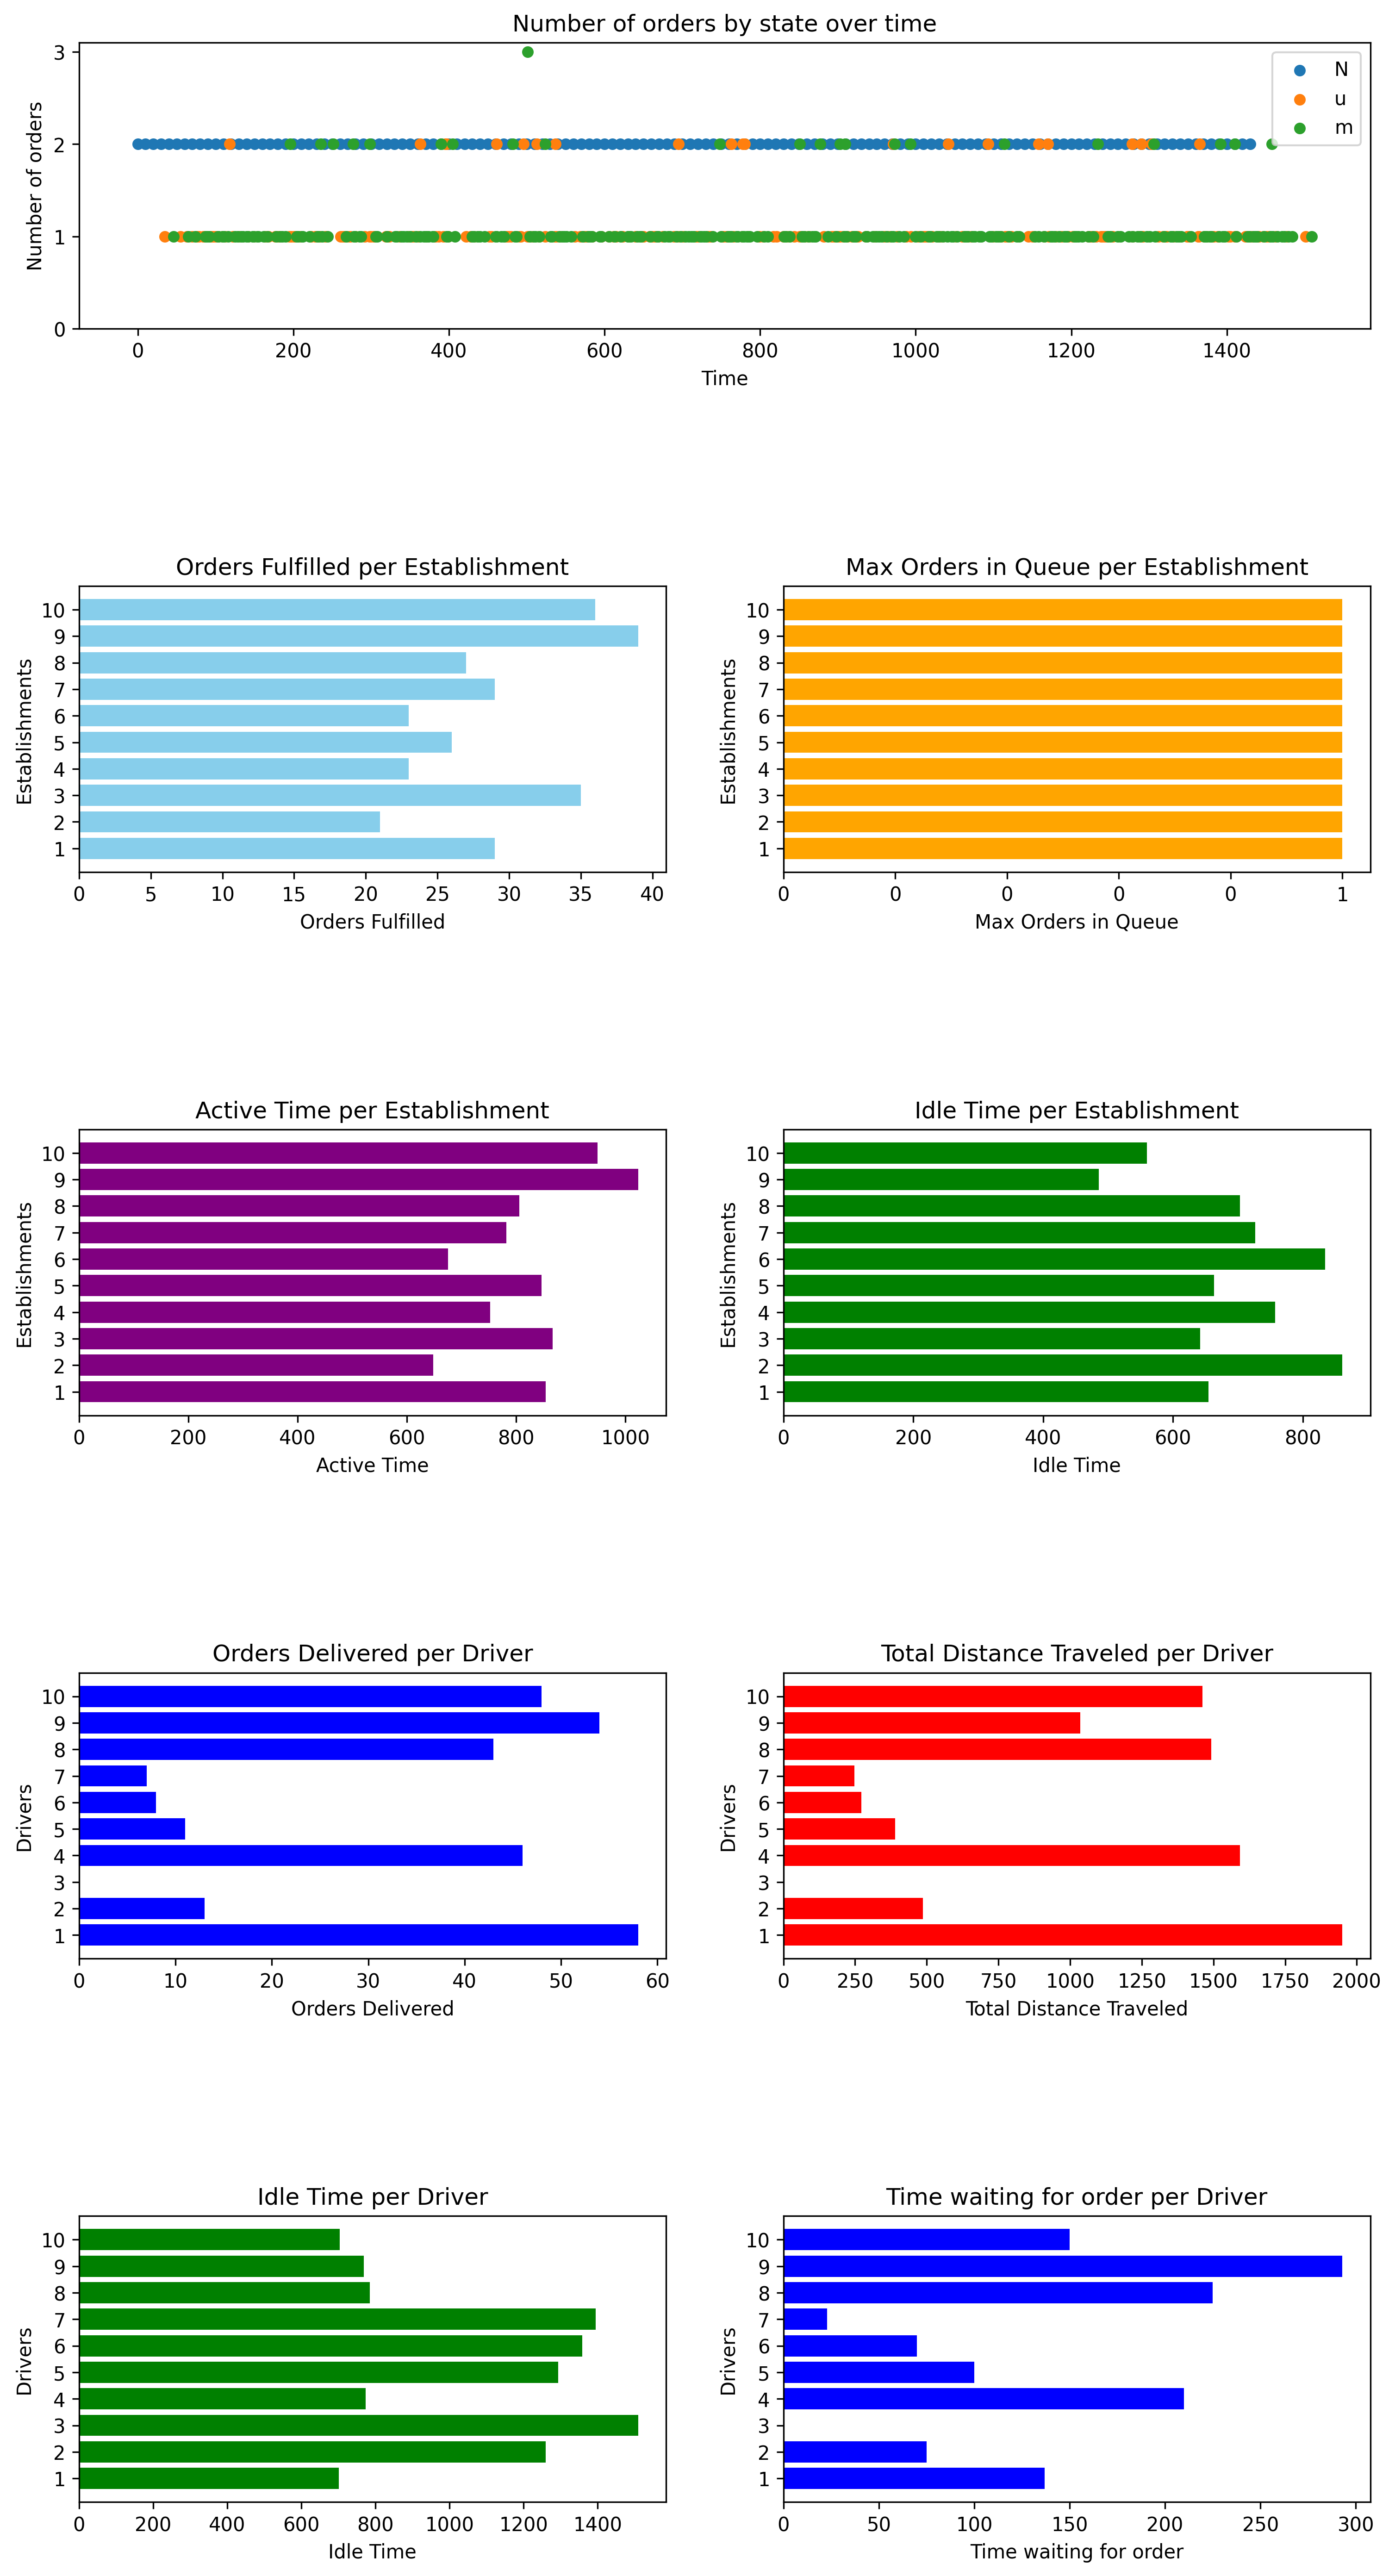 Number of orders by state over time
Number of orders
3
2
1
0
N
u
m
0 200 400 600 800 1000 1200 1400
Time
Orders Fulfilled per Establishment
Establishments
10
9
8
7
6
5
4
3
2
1
0 5 10 15 20 25 30 35 40
Orders Fulfilled
Max Orders in Queue per Establishment
Establishments
10
9
8
7
6
5
4
3
2
1
0 0 0 0 0 1
Max Orders in Queue
Active Time per Establishment
Establishments
10
9
8
7
6
5
4
3
2
1
0 200 400 600 800 1000
Active Time
Idle Time per Establishment
Establishments
10
9
8
7
6
5
4
3
2
1
0 200 400 600 800
Idle Time
Orders Delivered per Driver
Drivers
10
9
8
7
6
5
4
3
2
1
0 10 20 30 40 50 60
Orders Delivered
Total Distance Traveled per Driver
Drivers
10
9
8
7
6
5
4
3
2
1
0 250 500 750 1000 1250 1500 1750 2000
Total Distance Traveled
Idle Time per Driver
Drivers
10
9
8
7
6
5
4
3
2
1
0 200 400 600 800 1000 1200 1400
Idle Time
Time waiting for order per Driver
Drivers
10
9
8
7
6
5
4
3
2
1
0 50 100 150 200 250 300
Time waiting for order